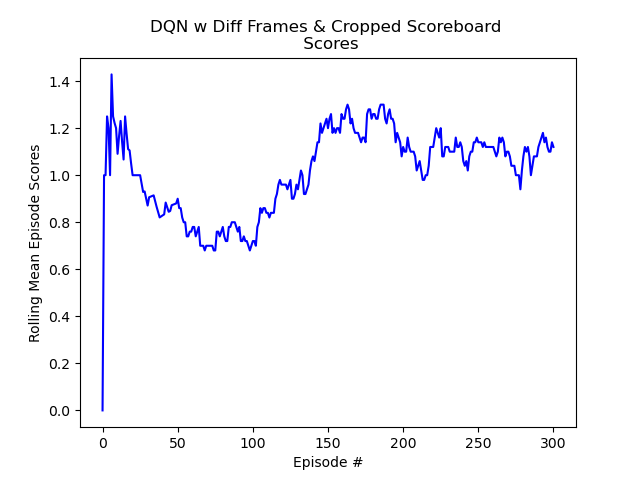 DQN w Diff Frames & Cropped Scoreboard
Scores
Rolling Mean Episode Scores
1.4
1.2
1.0
0.8
0.6
0.4
0.2
0.0
0 50 100 150 200 250 300
Episode #